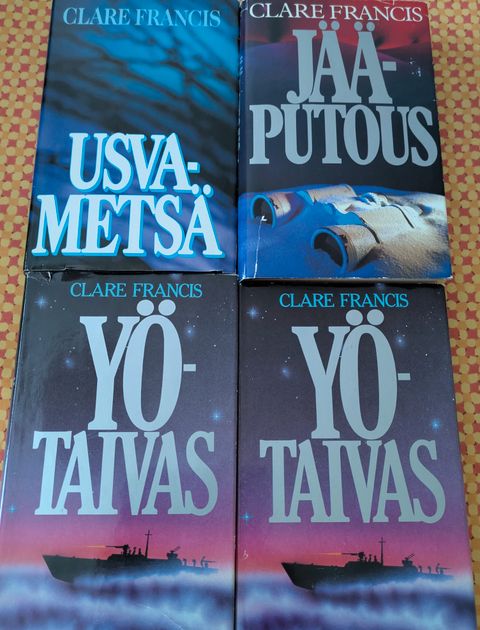 CLARE FRANCIS
USVA-
METSÄ
CLARE FRANCIS
JÄÄ-
PUTOUS
CLARE FRANCIS
YÖ-
TAIVAS
CLARE FRANCIS
YÖ-
TAIVAS